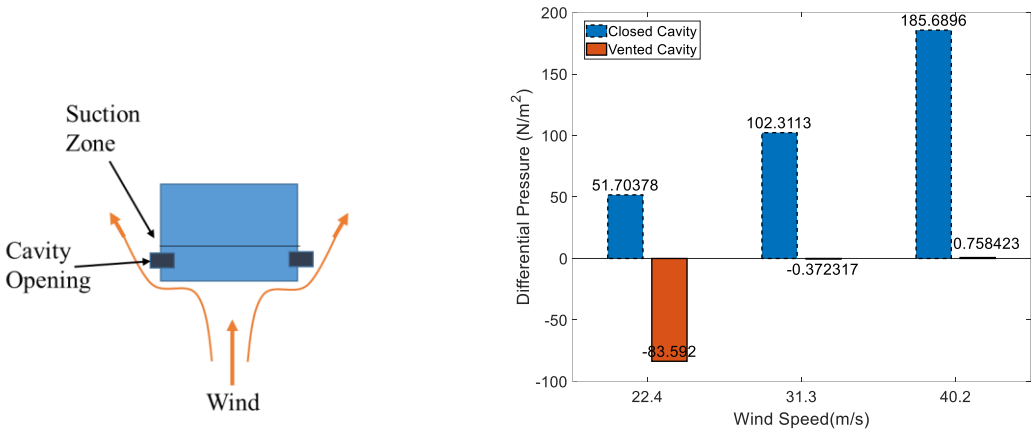 Suction
Zone
Cavity
Opening
Wind
Closed Cavity
Vented Cavity
Differential Pressure (N/m²)
200
150
100
50
0
-50
-100
51.70378
-83.592
102.3113
-0.372317
185.6896
0.758423
22.4
31.3
40.2
Wind Speed(m/s)